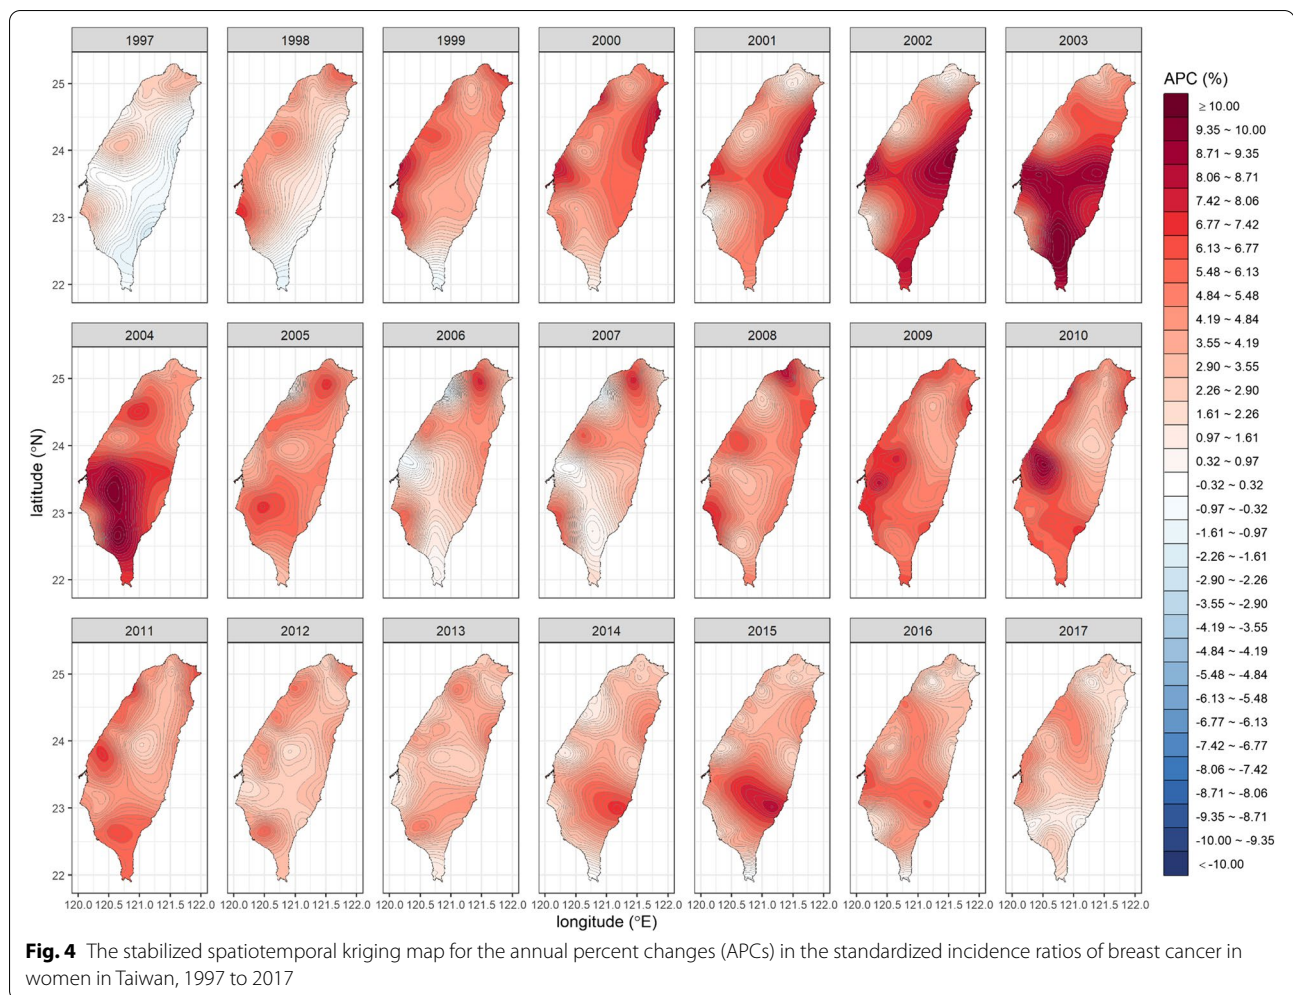 1997 1998 1999 2000 2001 2002 2003
25
24
23
22
2004 2005 2006 2007 2008 2009 2010
25
24
23
22
2011 2012 2013 2014 2015 2016 2017
25
24
23
22
latitude (°N)
120.0 120.5 121.0 121.5 122.0 120.0 120.5 121.0 121.5 122.0 120.0 120.5 121.0 121.5 122.0 120.0 120.5 121.0 121.5 122.0 120.0 120.5 121.0 121.5 122.0 120.0 120.5 121.0 121.5 122.0 120.0 120.5 121.0 121.5 122.0
longitude (°E)
APC (%)
≥ 10.00
9.35 ~ 10.00
8.71 ~ 9.35
8.06 ~ 8.71
7.42 ~ 8.06
6.77 ~ 7.42
6.13 ~ 6.77
5.48 ~ 6.13
4.84 ~ 5.48
4.19 ~ 4.84
3.55 ~ 4.19
2.90 ~ 3.55
2.26 ~ 2.90
1.61 ~ 2.26
0.97 ~ 1.61
0.32 ~ 0.97
-0.32 ~ 0.32
-0.97 ~ -0.32
-1.61 ~ -0.97
-2.26 ~ -1.61
-2.90 ~ -2.26
-3.55 ~ -2.90
-4.19 ~ -3.55
-4.84 ~ -4.19
-5.48 ~ -4.84
-6.13 ~ -5.48
-6.77 ~ -6.13
-7.42 ~ -6.77
-8.06 ~ -7.42
-8.71 ~ -8.06
-9.35 ~ -8.71
-10.00 ~ -9.35
< -10.00
Fig. 4 The stabilized spatiotemporal kriging map for the annual percent changes (APCs) in the standardized incidence ratios of breast cancer in
women in Taiwan, 1997 to 2017